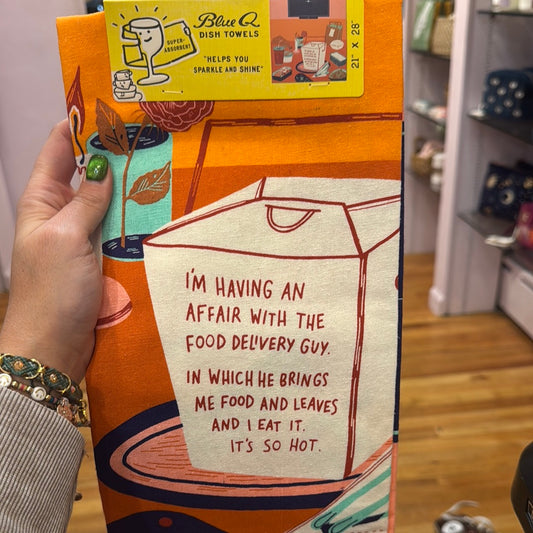 SUPER-
ABSORBENT
Blue Q
DISH TOWELS
"HELPS YOU
SPARKLE AND SHINE"
21" x 28"
I'M HAVING AN
AFFAIR WITH THE
FOOD DELIVERY GUY.
IN WHICH HE BRINGS
ME FOOD AND LEAVES
AND I EAT IT.
IT'S SO HOT.